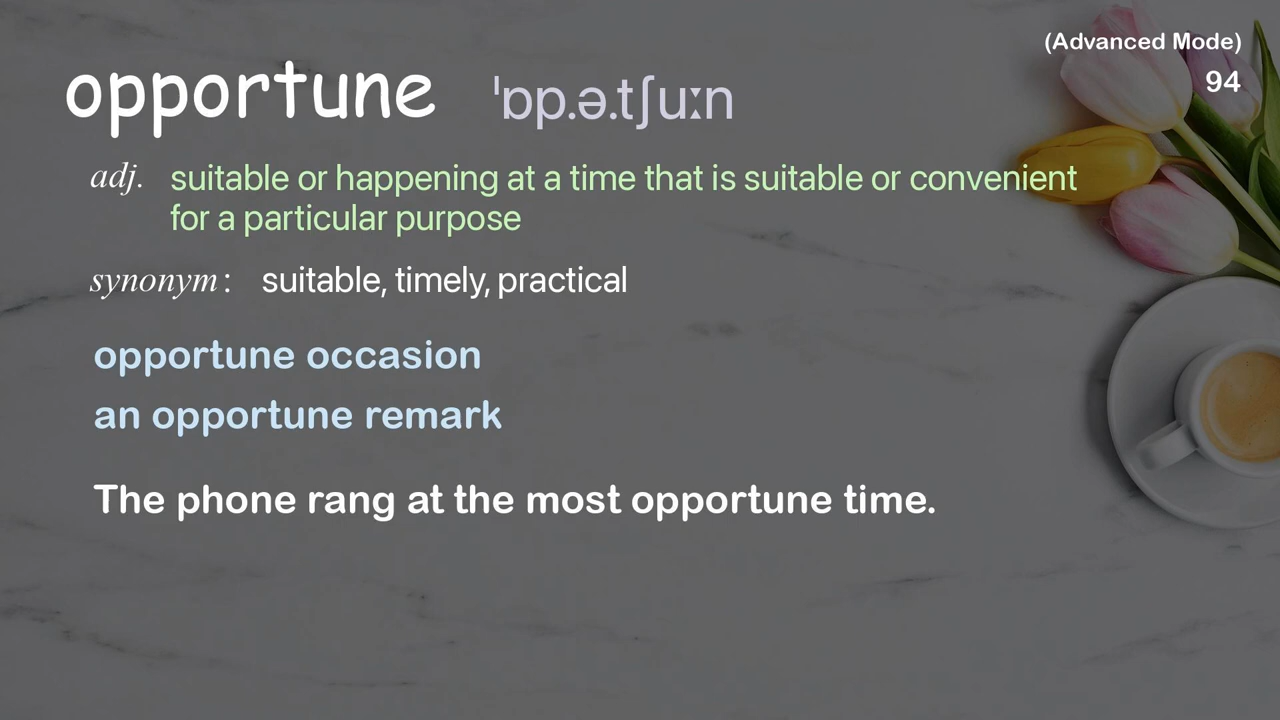 (Advanced Mode)
94
opportune ˈɒp.ə.tʃuːn
adj. suitable or happening at a time that is suitable or convenient
for a particular purpose
synonym: suitable, timely, practical
opportune occasion
an opportune remark
The phone rang at the most opportune time.